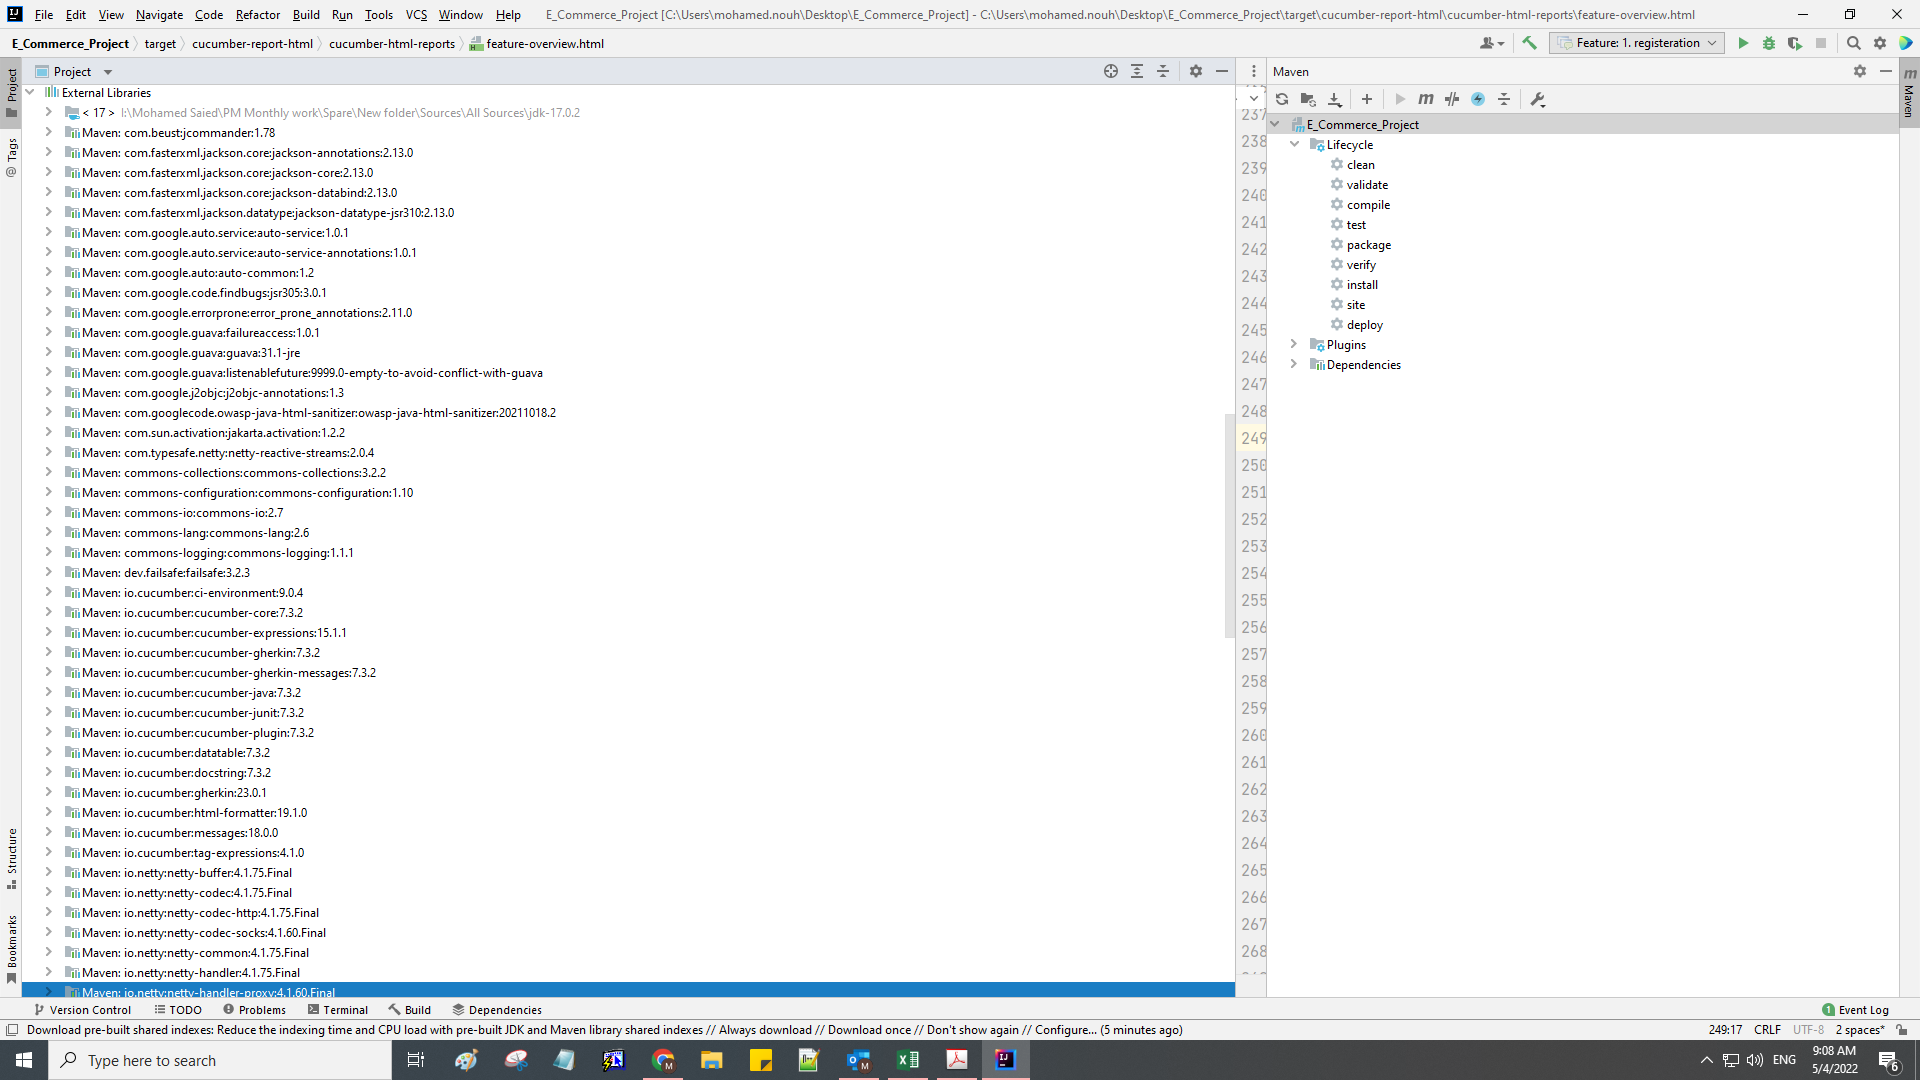 File Edit View Navigate Code Refactor Build Run Tools VCS Window Help E_Commerce_Project [C:\Users\mohamed.nouh\Desktop\E_Commerce_Project] - C:\Users\mohamed.nouh\Desktop\E_Commerce_Project\target\cucumber-report-html\cucumber-html-reports\feature-overview.html
E_Commerce_Project target cucumber-report-html cucumber-html-reports feature-overview.html Feature: 1. registeration
Project
Project
Tags
Structure
Bookmarks
External Libraries
< 17 > I:\Mohamed Saied\PM Monthly work\Spare\New folder\Sources\All Sources\jdk-17.0.2
Maven: com.beust:jcommander:1.78
Maven: com.fasterxml.jackson.core:jackson-annotations:2.13.0
Maven: com.fasterxml.jackson.core:jackson-core:2.13.0
Maven: com.fasterxml.jackson.core:jackson-databind:2.13.0
Maven: com.fasterxml.jackson.datatype:jackson-datatype-jsr310:2.13.0
Maven: com.google.auto.service:auto-service:1.0.1
Maven: com.google.auto.service:auto-service-annotations:1.0.1
Maven: com.google.auto:auto-common:1.2
Maven: com.google.code.findbugs:jsr305:3.0.1
Maven: com.google.errorprone:error_prone_annotations:2.11.0
Maven: com.google.guava:failureaccess:1.0.1
Maven: com.google.guava:guava:31.1-jre
Maven: com.google.guava:listenablefuture:9999.0-empty-to-avoid-conflict-with-guava
Maven: com.google.j2objc:j2objc-annotations:1.3
Maven: com.googlecode.owasp-java-html-sanitizer:owasp-java-html-sanitizer:20211018.2
Maven: com.sun.activation:jakarta.activation:1.2.2
Maven: com.typesafe.netty:netty-reactive-streams:2.0.4
Maven: commons-collections:commons-collections:3.2.2
Maven: commons-configuration:commons-configuration:1.10
Maven: commons-io:commons-io:2.7
Maven: commons-lang:commons-lang:2.6
Maven: commons-logging:commons-logging:1.1.1
Maven: dev.failsafe:failsafe:3.2.3
Maven: io.cucumber:ci-environment:9.0.4
Maven: io.cucumber:cucumber-core:7.3.2
Maven: io.cucumber:cucumber-expressions:15.1.1
Maven: io.cucumber:cucumber-gherkin:7.3.2
Maven: io.cucumber:cucumber-gherkin-messages:7.3.2
Maven: io.cucumber:cucumber-java:7.3.2
Maven: io.cucumber:cucumber-junit:7.3.2
Maven: io.cucumber:cucumber-plugin:7.3.2
Maven: io.cucumber:datatable:7.3.2
Maven: io.cucumber:docstring:7.3.2
Maven: io.cucumber:gherkin:23.0.1
Maven: io.cucumber:html-formatter:19.1.0
Maven: io.cucumber:messages:18.0.0
Maven: io.cucumber:tag-expressions:4.1.0
Maven: io.netty:netty-buffer:4.1.75.Final
Maven: io.netty:netty-codec:4.1.75.Final
Maven: io.netty:netty-codec-http:4.1.75.Final
Maven: io.netty:netty-codec-socks:4.1.60.Final
Maven: io.netty:netty-common:4.1.75.Final
Maven: io.netty:netty-handler:4.1.75.Final
Maven: io.netty:netty-handler-proxy:4.1.60.Final
237
238
239
240
241
242
243
244
245
246
247
248
249
250
251
252
253
254
255
256
257
258
259
260
261
262
263
264
265
266
267
268
Maven
Maven
E_Commerce_Project
Lifecycle
clean
validate
compile
test
package
verify
install
site
deploy
Plugins
Dependencies
Version Control TODO Problems Terminal Build Dependencies 1 Event Log
Download pre-built shared indexes: Reduce the indexing time and CPU load with pre-built JDK and Maven library shared indexes // Always download // Download once // Don't show again // Configure... (5 minutes ago) 249:17 CRLF UTF-8 2 spaces*
Type here to search ENG 9:08 AM
5/4/2022 6